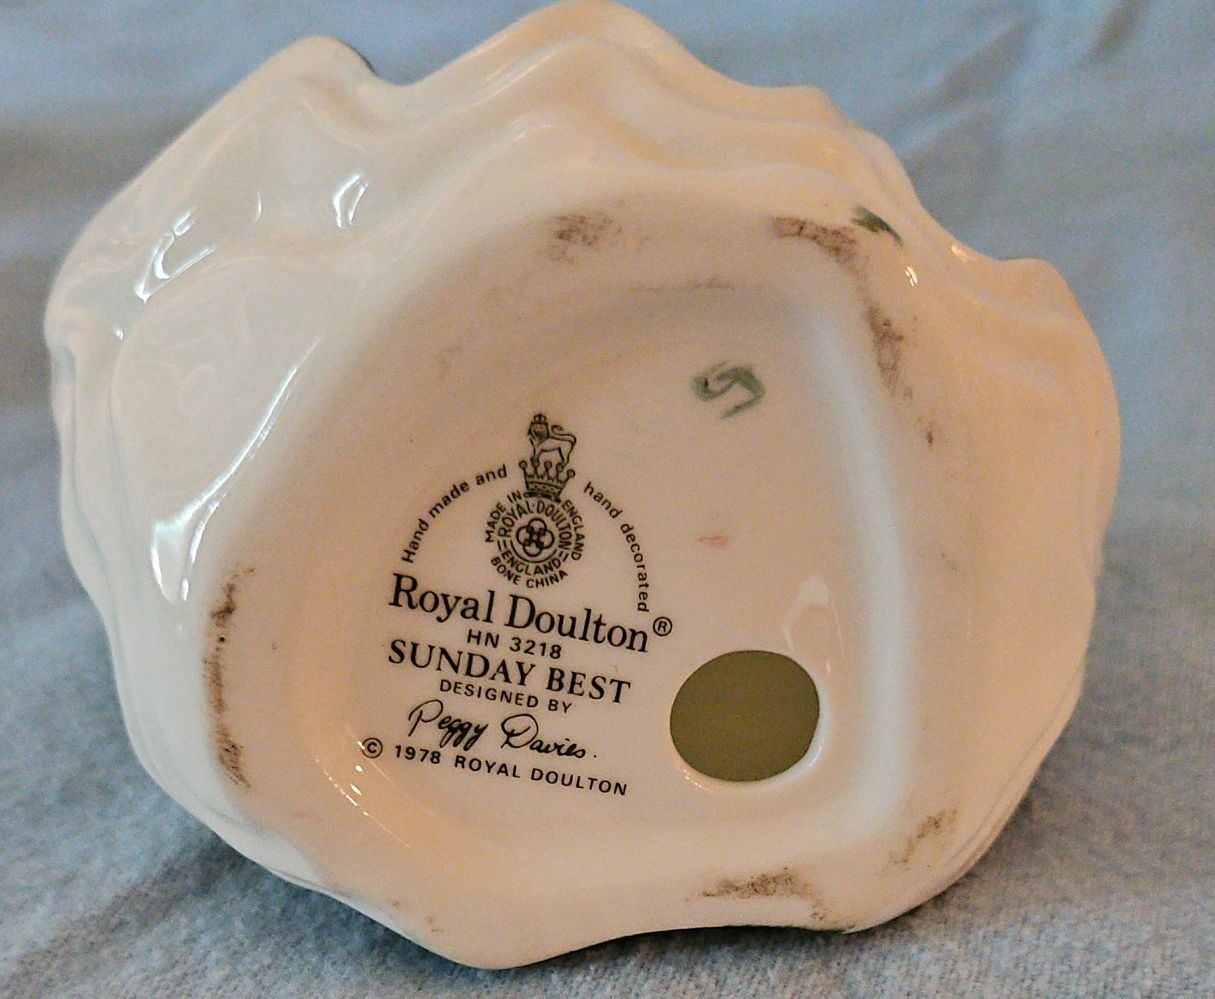 Hand made and hand decorated
MADE IN ENGLAND
ROYAL·DOULTON
ENGLAND
BONE CHINA
Royal Doulton®
HN 3218
SUNDAY BEST
DESIGNED BY
Peggy Davies.
© 1978 ROYAL DOULTON